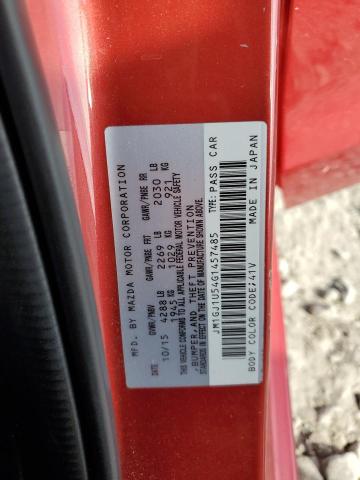 MFD. BY MAZDA MOTOR CORPORATION
GVWR/PNBV GAWR/PNBE FRT GAWR/PNBE RR
4288 LB 2269 LB 2030 LB
1945 KG 1029 KG 921 KG
10/15 THIS VEHICLE CONFORMS TO ALL APPLICABLE FEDERAL MOTOR VEHICLE SAFETY
BUMPER, AND THEFT PREVENTION
STANDARDS IN EFFECT ON THE DATE OF MANUFACTURE SHOWN ABOVE.
JM1GJ1U54G1457485 TYPE: PASS CAR
BODY COLOR CODE:41V MADE IN JAPAN